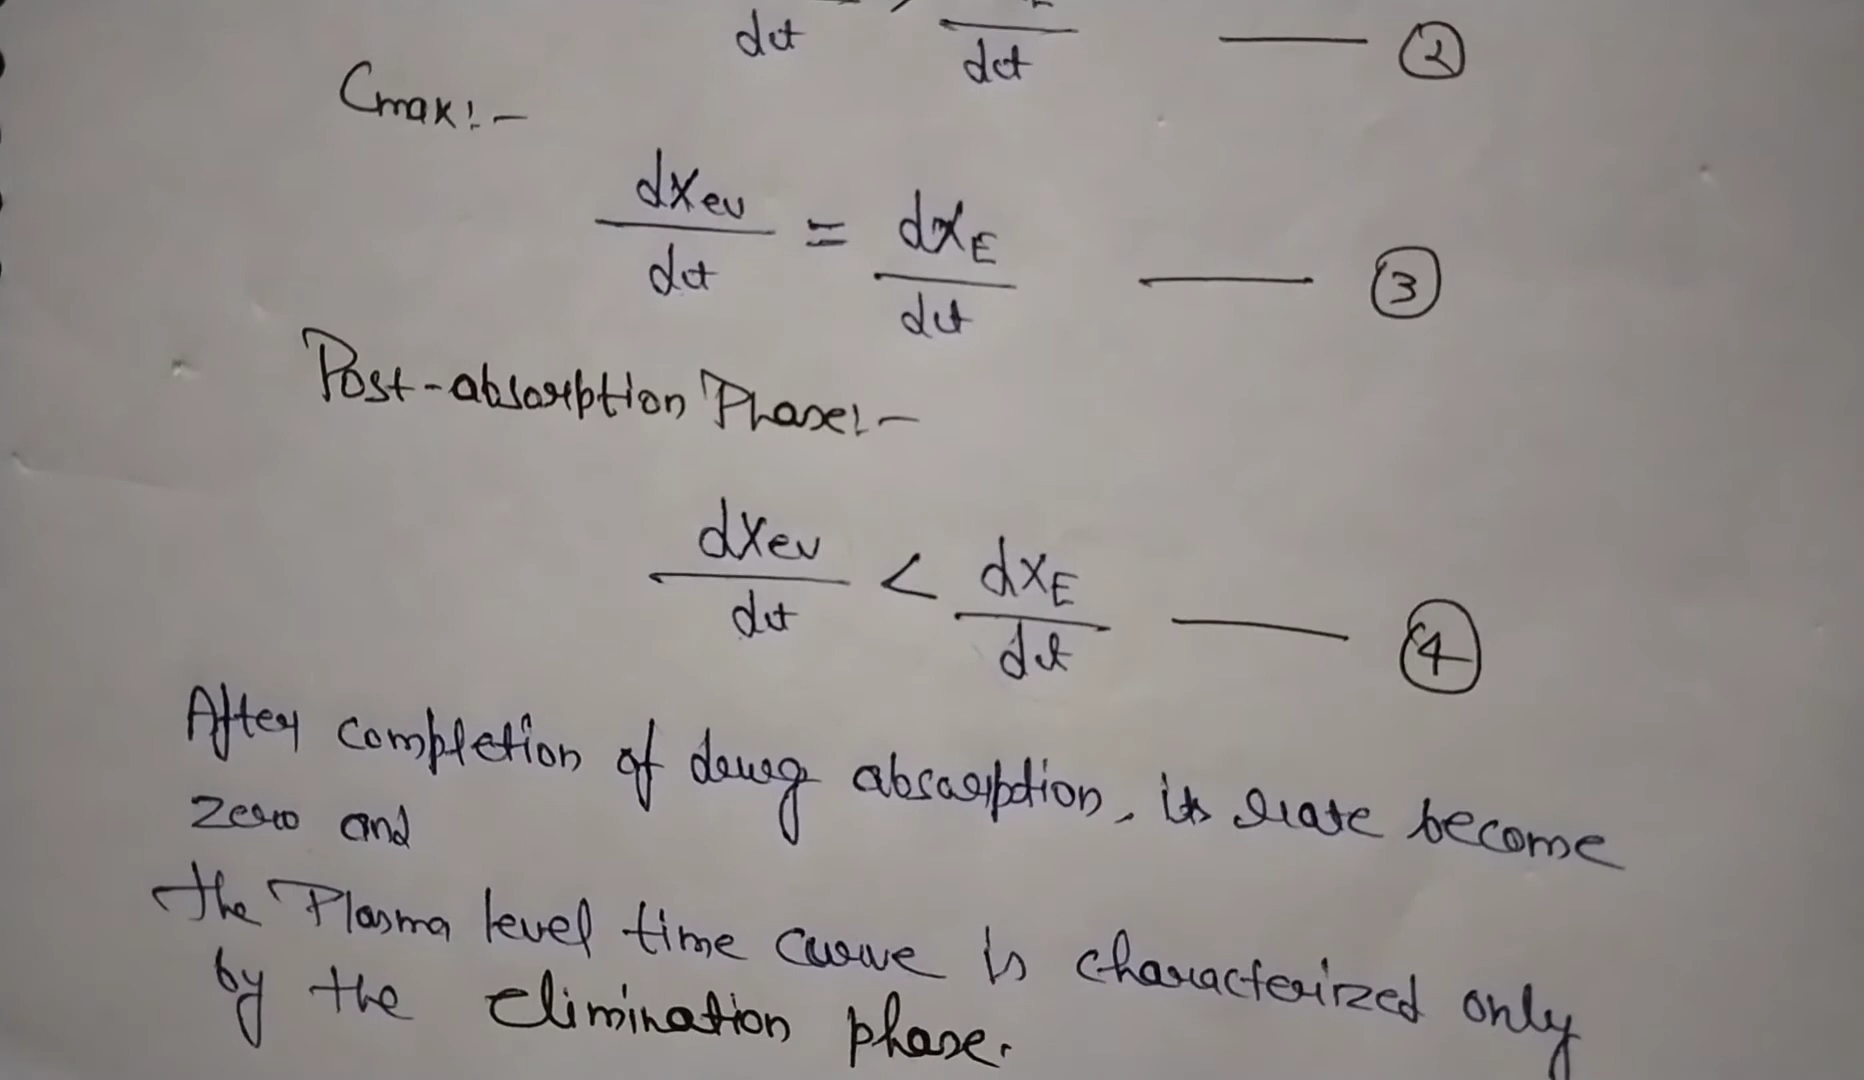 dt > dt —— ②
Cmax:-
dXev/dt = dXE/dt —— ③
Post-absorption Phase:-
dXev/dt < dXE/dt —— ④
After completion of drug absorption, its rate become
zero and
the Plasma level time curve is characterized only
by the elimination phase.